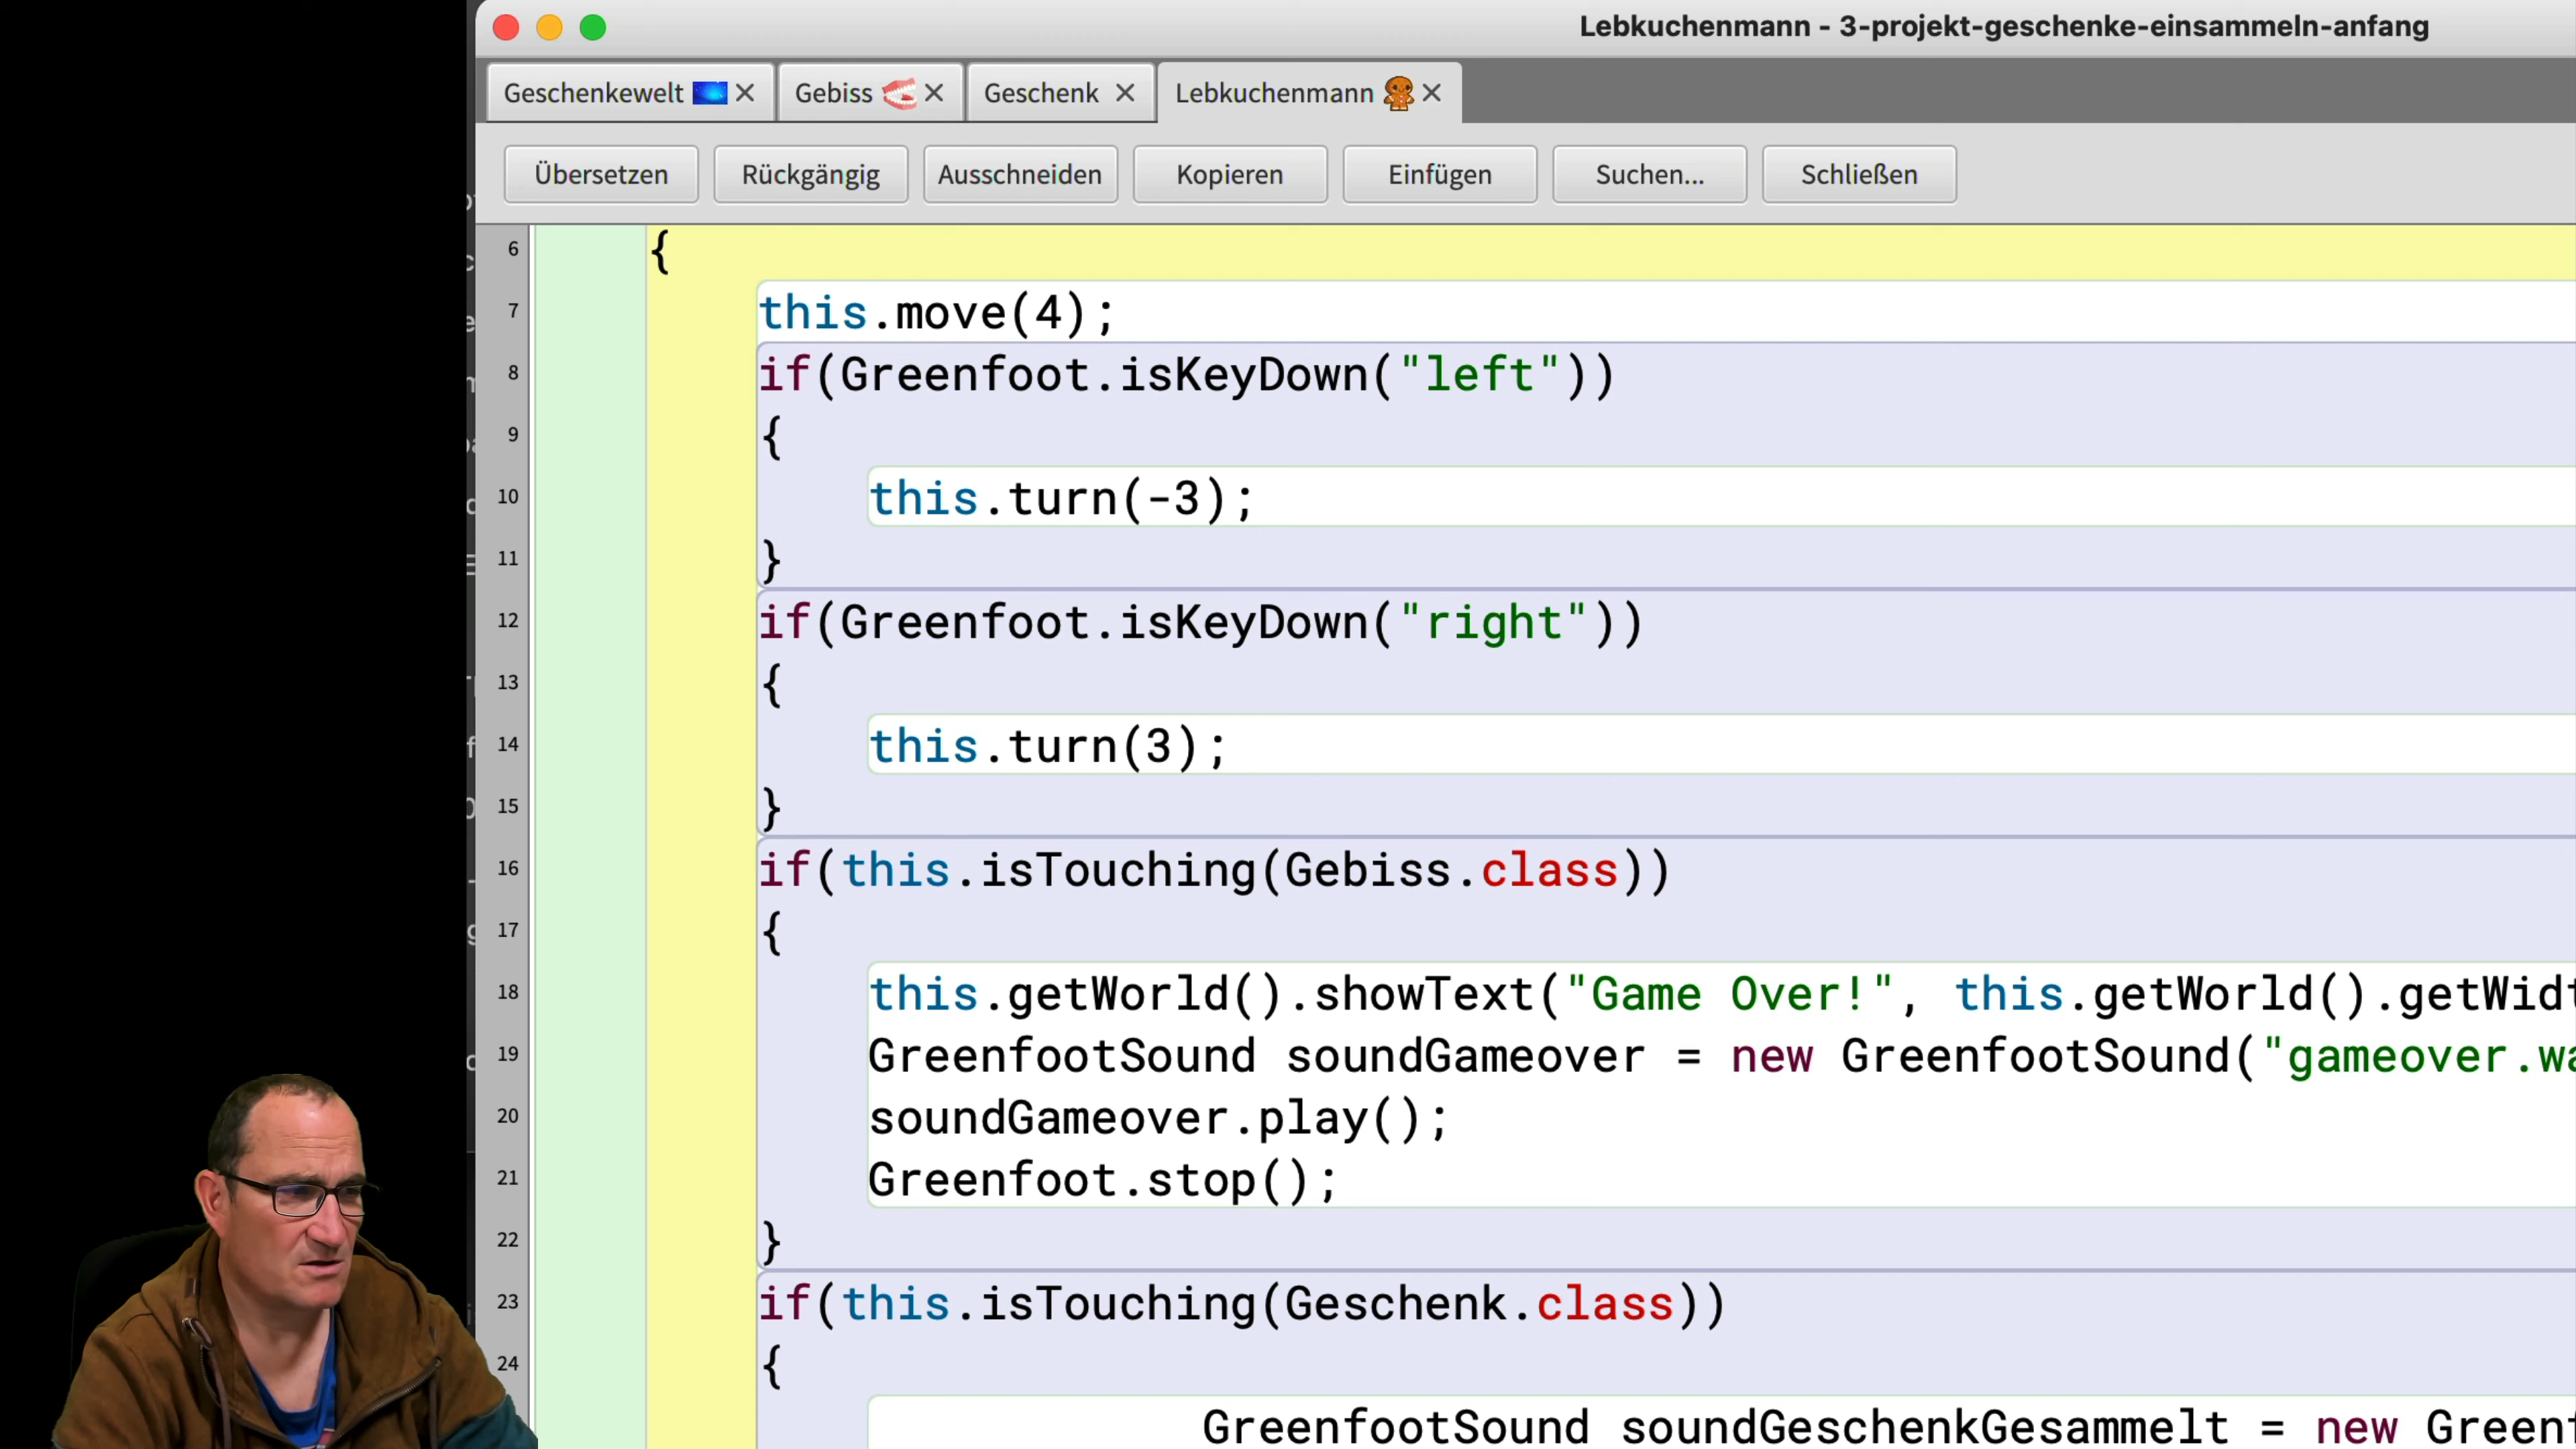 Lebkuchenmann - 3-projekt-geschenke-einsammeln-anfang
Geschenkewelt Gebiss Geschenk Lebkuchenmann
Übersetzen Rückgängig Ausschneiden Kopieren Einfügen Suchen... Schließen
6 {
7 this.move(4);
8 if(Greenfoot.isKeyDown("left"))
9 {
10 this.turn(-3);
11 }
12 if(Greenfoot.isKeyDown("right"))
13 {
14 this.turn(3);
15 }
16 if(this.isTouching(Gebiss.class))
17 {
18 this.getWorld().showText("Game Over!", this.getWorld().getWidt
19 GreenfootSound soundGameover = new GreenfootSound("gameover.wa
20 soundGameover.play();
21 Greenfoot.stop();
22 }
23 if(this.isTouching(Geschenk.class))
24 {
GreenfootSound soundGeschenkGesammelt = new Greenf